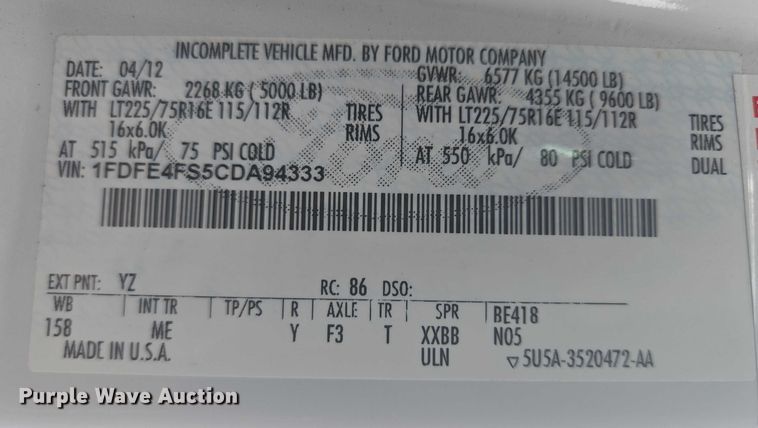 INCOMPLETE VEHICLE MFD. BY FORD MOTOR COMPANY
DATE: 04/12 GVWR: 6577 KG (14500 LB)
FRONT GAWR: 2268 KG (5000 LB) REAR GAWR: 4355 KG (9600 LB)
WITH LT225/75R16E 115/112R TIRES WITH LT225/75R16E 115/112R TIRES
16x6.0K RIMS 16x6.0K RIMS
AT 515 kPa/ 75 PSI COLD AT 550 kPa/ 80 PSI COLD DUAL
VIN: 1FDFE4FS5CDA94333
Ford
EXT PNT: YZ RC: 86 DSO:
WB INT TR TP/PS R AXLE TR SPR BE418
158 ME Y F3 T XXBB N05
MADE IN U.S.A. ULN ▽5U5A-3520472-AA
Purple Wave Auction